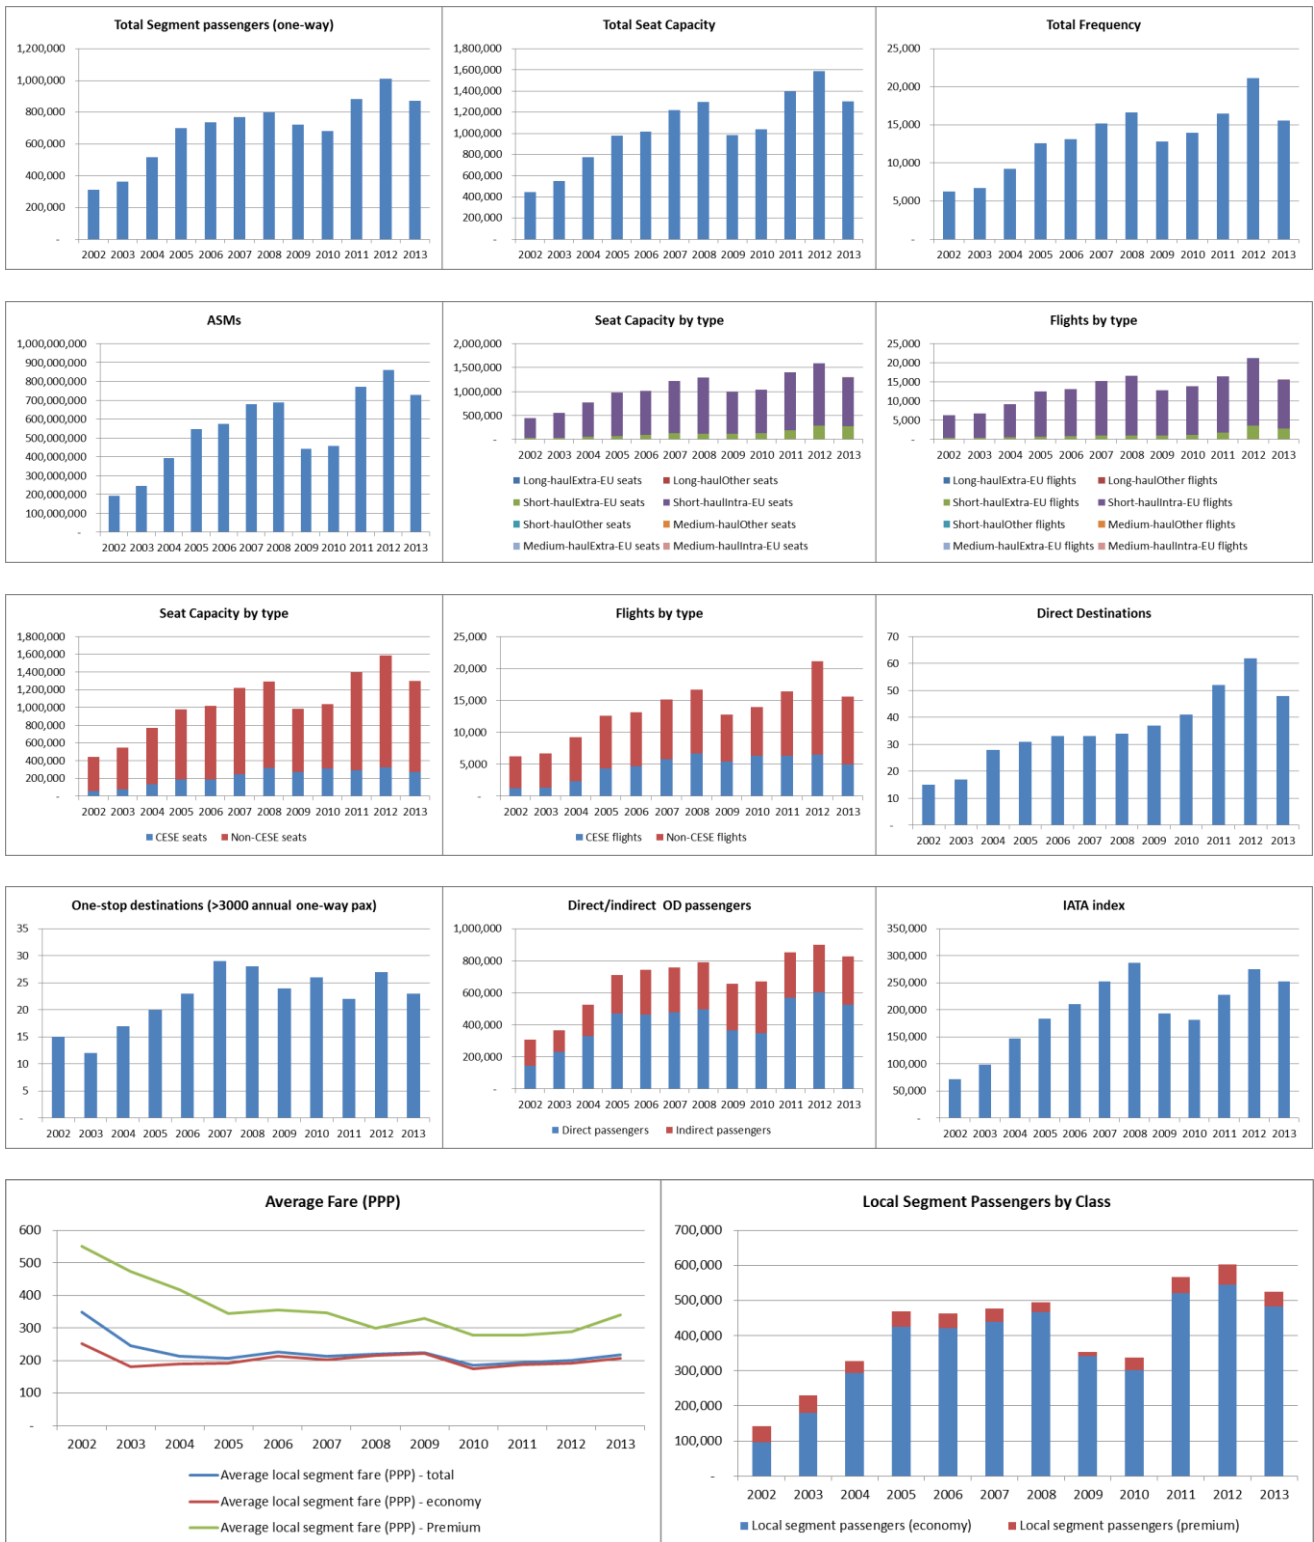 Total Segment passengers (one-way)
1,200,000
1,000,000
800,000
600,000
400,000
200,000
-
2002 2003 2004 2005 2006 2007 2008 2009 2010 2011 2012 2013
Total Seat Capacity
1,800,000
1,600,000
1,400,000
1,200,000
1,000,000
800,000
600,000
400,000
200,000
-
2002 2003 2004 2005 2006 2007 2008 2009 2010 2011 2012 2013
Total Frequency
25,000
20,000
15,000
10,000
5,000
-
2002 2003 2004 2005 2006 2007 2008 2009 2010 2011 2012 2013
ASMs
1,000,000,000
900,000,000
800,000,000
700,000,000
600,000,000
500,000,000
400,000,000
300,000,000
200,000,000
100,000,000
-
2002 2003 2004 2005 2006 2007 2008 2009 2010 2011 2012 2013
Seat Capacity by type
2,000,000
1,500,000
1,000,000
500,000
-
2002 2003 2004 2005 2006 2007 2008 2009 2010 2011 2012 2013
Long-haulExtra-EU seats Long-haulOther seats
Short-haulExtra-EU seats Short-haulIntra-EU seats
Short-haulOther seats Medium-haulOther seats
Medium-haulExtra-EU seats Medium-haulIntra-EU seats
Flights by type
25,000
20,000
15,000
10,000
5,000
-
2002 2003 2004 2005 2006 2007 2008 2009 2010 2011 2012 2013
Long-haulExtra-EU flights Long-haulOther flights
Short-haulExtra-EU flights Short-haulIntra-EU flights
Short-haulOther flights Medium-haulOther flights
Medium-haulExtra-EU flights Medium-haulIntra-EU flights
Seat Capacity by type
1,800,000
1,600,000
1,400,000
1,200,000
1,000,000
800,000
600,000
400,000
200,000
-
2002 2003 2004 2005 2006 2007 2008 2009 2010 2011 2012 2013
CESE seats Non-CESE seats
Flights by type
25,000
20,000
15,000
10,000
5,000
-
2002 2003 2004 2005 2006 2007 2008 2009 2010 2011 2012 2013
CESE flights Non-CESE flights
Direct Destinations
70
60
50
40
30
20
10
-
2002 2003 2004 2005 2006 2007 2008 2009 2010 2011 2012 2013
One-stop destinations (>3000 annual one-way pax)
35
30
25
20
15
10
5
-
2002 2003 2004 2005 2006 2007 2008 2009 2010 2011 2012 2013
Direct/indirect OD passengers
1,000,000
800,000
600,000
400,000
200,000
-
2002 2003 2004 2005 2006 2007 2008 2009 2010 2011 2012 2013
Direct passengers Indirect passengers
IATA index
350,000
300,000
250,000
200,000
150,000
100,000
50,000
-
2002 2003 2004 2005 2006 2007 2008 2009 2010 2011 2012 2013
Average Fare (PPP)
600
500
400
300
200
100
-
2002 2003 2004 2005 2006 2007 2008 2009 2010 2011 2012 2013
Average local segment fare (PPP) - total
Average local segment fare (PPP) - economy
Average local segment fare (PPP) - Premium
Local Segment Passengers by Class
700,000
600,000
500,000
400,000
300,000
200,000
100,000
-
2002 2003 2004 2005 2006 2007 2008 2009 2010 2011 2012 2013
Local segment passengers (economy) Local segment passengers (premium)